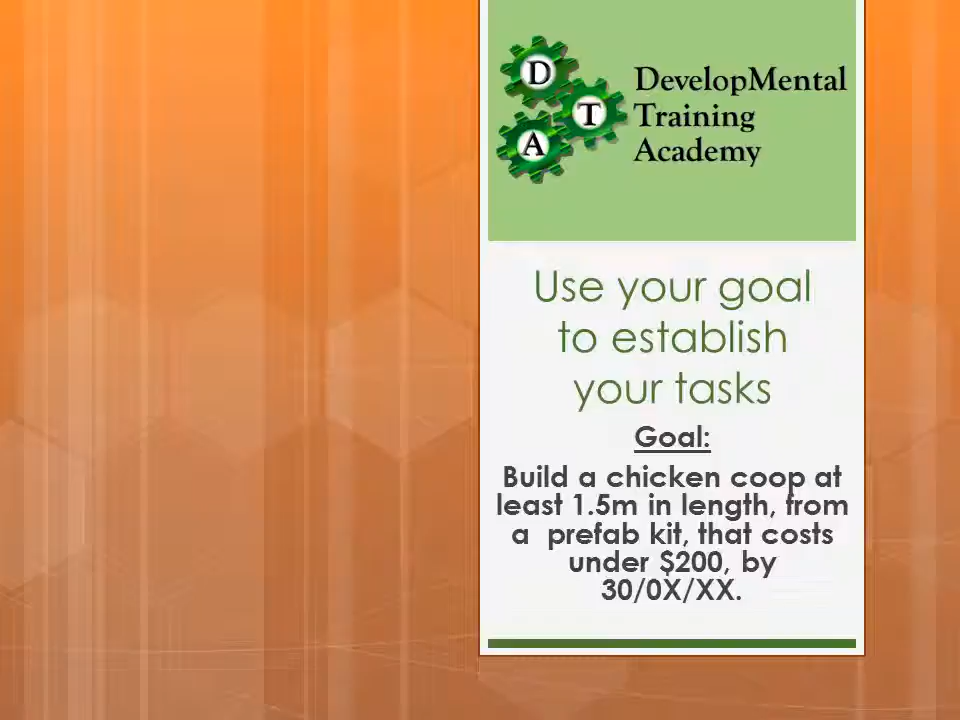 D
T
A
DevelopMental
Training
Academy
Use your goal
to establish
your tasks
Goal:
Build a chicken coop at
least 1.5m in length, from
a prefab kit, that costs
under $200, by
30/0X/XX.